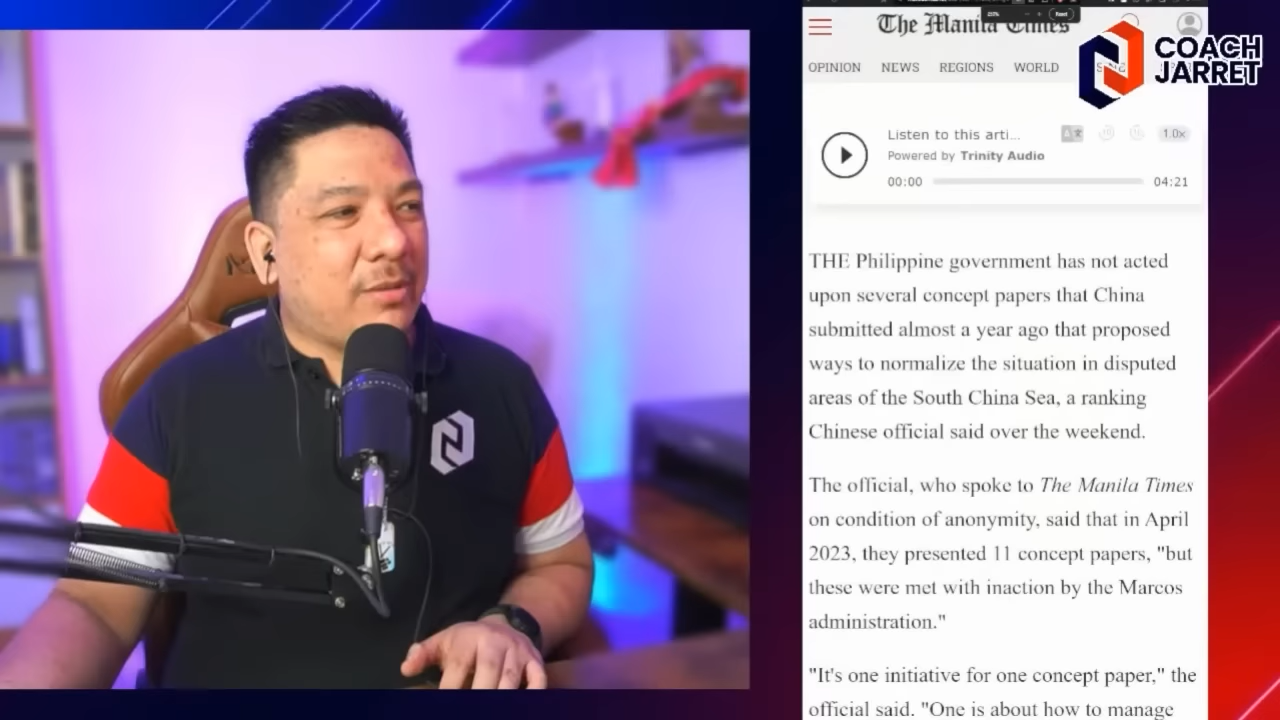 The Manila Times
COACH
JARRET
OPINION NEWS REGIONS WORLD
Listen to this arti...
1.0x
Powered by Trinity Audio
00:00
04:21
THE Philippine government has not acted
upon several concept papers that China
submitted almost a year ago that proposed
ways to normalize the situation in disputed
areas of the South China Sea, a ranking
Chinese official said over the weekend.
The official, who spoke to The Manila Times
on condition of anonymity, said that in April
2023, they presented 11 concept papers, "but
these were met with inaction by the Marcos
administration."
"It's one initiative for one concept paper," the
official said. "One is about how to manage